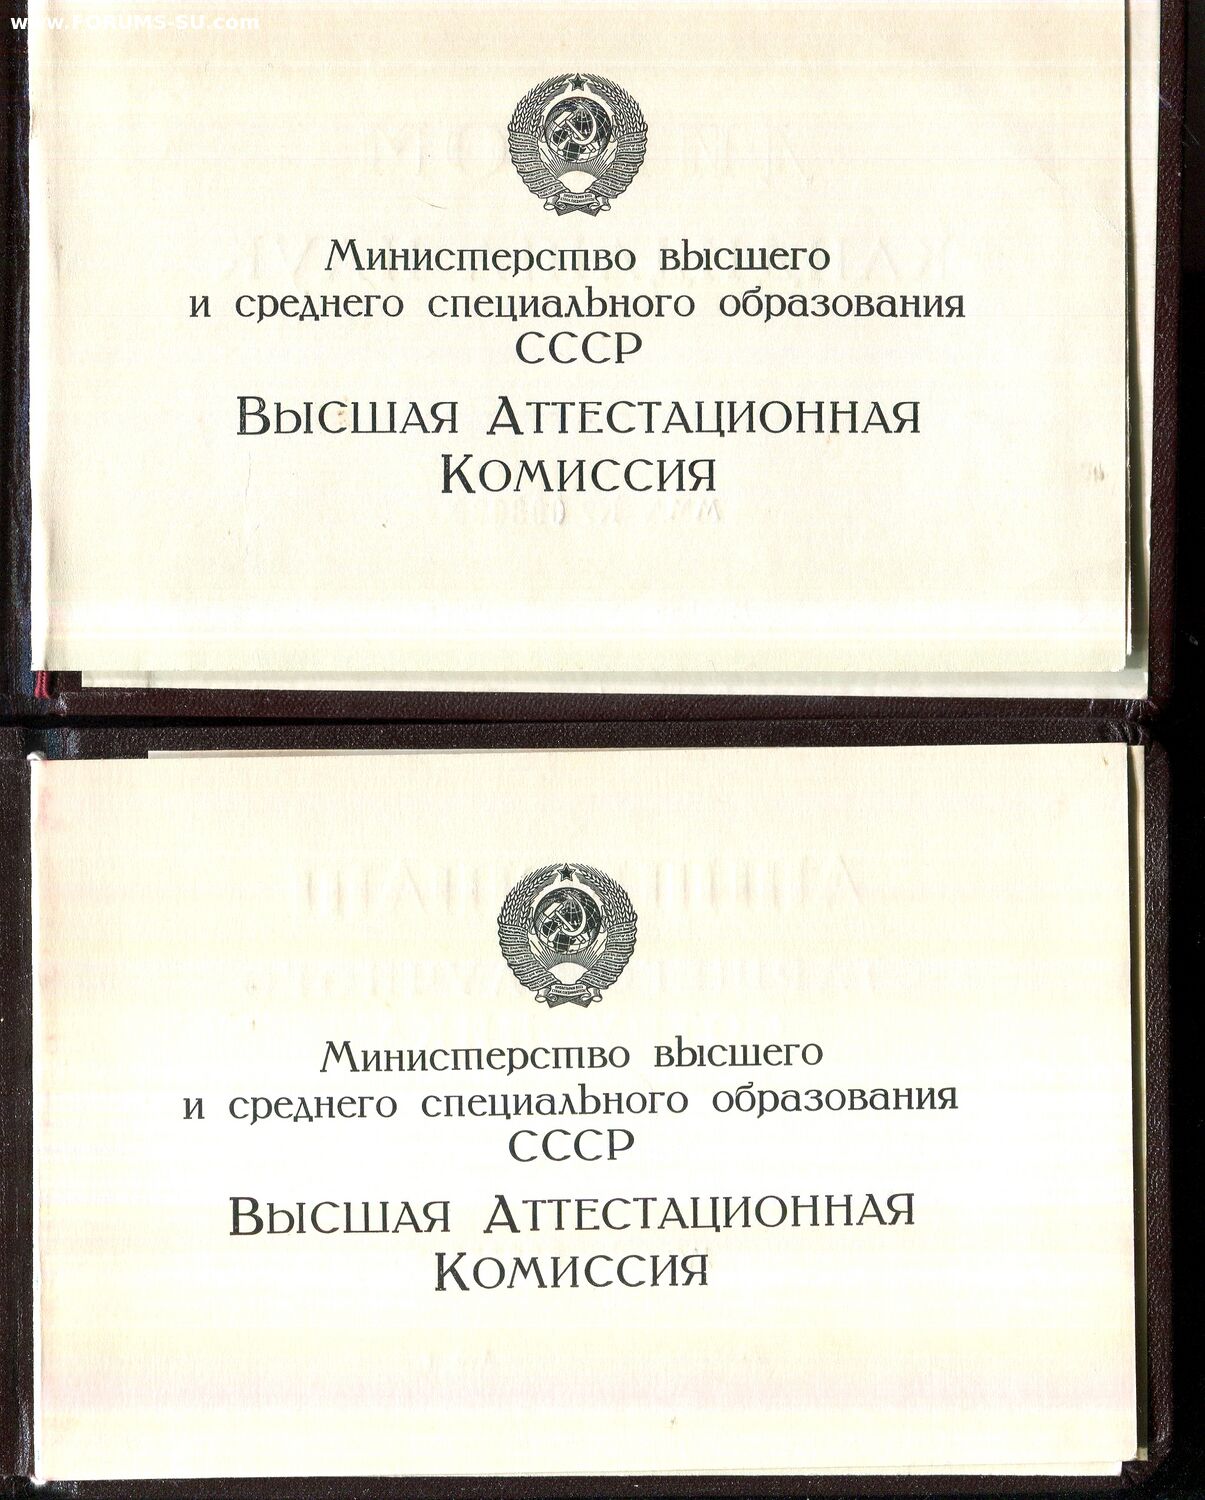 www.FORUMS-SU.com
Министерство высшего
и среднего специального образования
СССР
Высшая Аттестационная
Комиссия
Министерство высшего
и среднего специального образования
СССР
Высшая Аттестационная
Комиссия